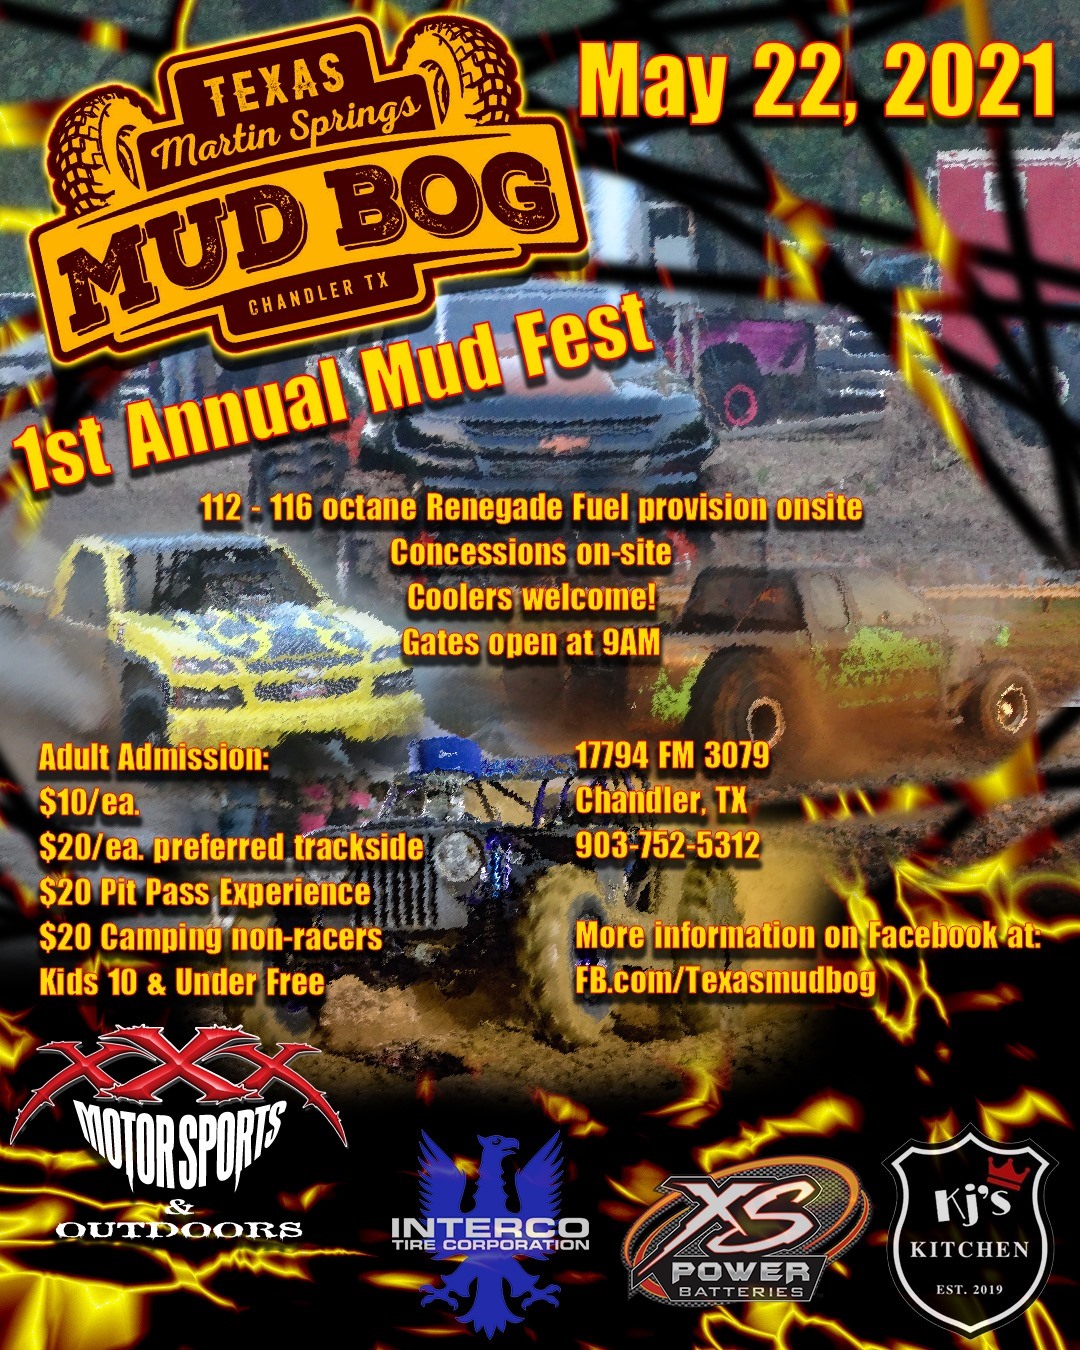 TEXAS
Martin Springs
MUD BOG
CHANDLER TX
May 22, 2021
1st Annual Mud Fest
112 - 116 octane Renegade Fuel provision onsite
Concessions on-site
Coolers welcome!
Gates open at 9AM
Adult Admission:
$10/ea.
$20/ea. preferred trackside
$20 Pit Pass Experience
$20 Camping non-racers
Kids 10 & Under Free
17794 FM 3079
Chandler, TX
903-752-5312
More information on Facebook at:
FB.com/Texasmudbog
XXX
MOTORSPORTS
&
OUTDOORS
INTERCO
TIRE CORPORATION
XS
POWER
BATTERIES
Kj's
KITCHEN
EST. 2019